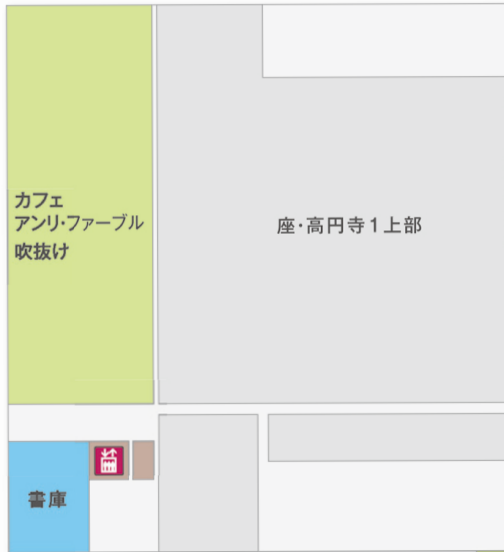 カフェ
アンリ・ファーブル
吹抜け
座・高円寺1上部
書庫